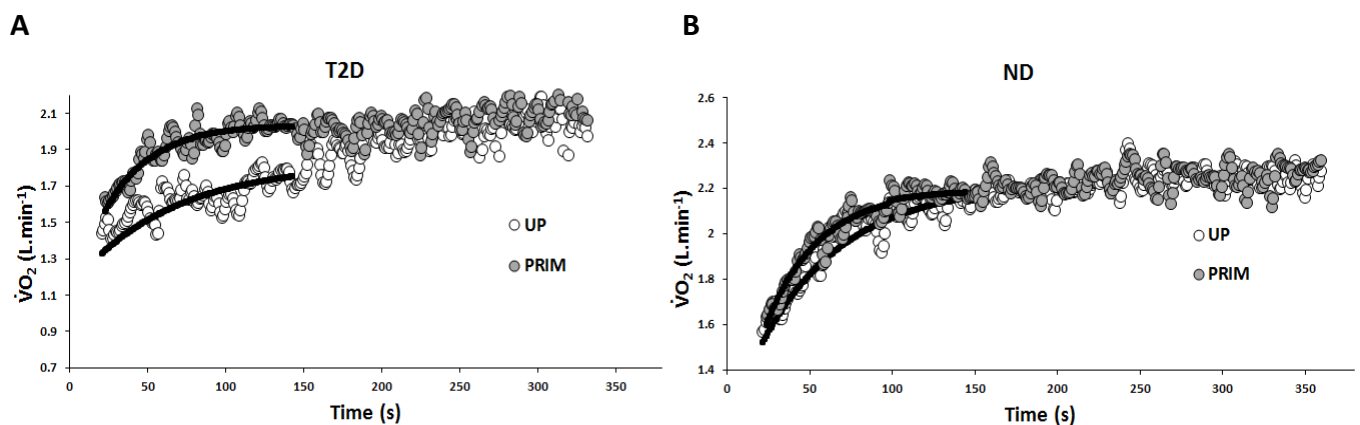 A
T2D
2.1
1.9
1.7
1.5
1.3
1.1
0.9
0.7
V̇O₂ (L.min⁻¹)
UP
PRIM
0 50 100 150 200 250 300 350
Time (s)
B
ND
2.6
2.4
2.2
2
1.8
1.6
1.4
V̇O₂ (L.min⁻¹)
UP
PRIM
0 50 100 150 200 250 300 350
Time (s)